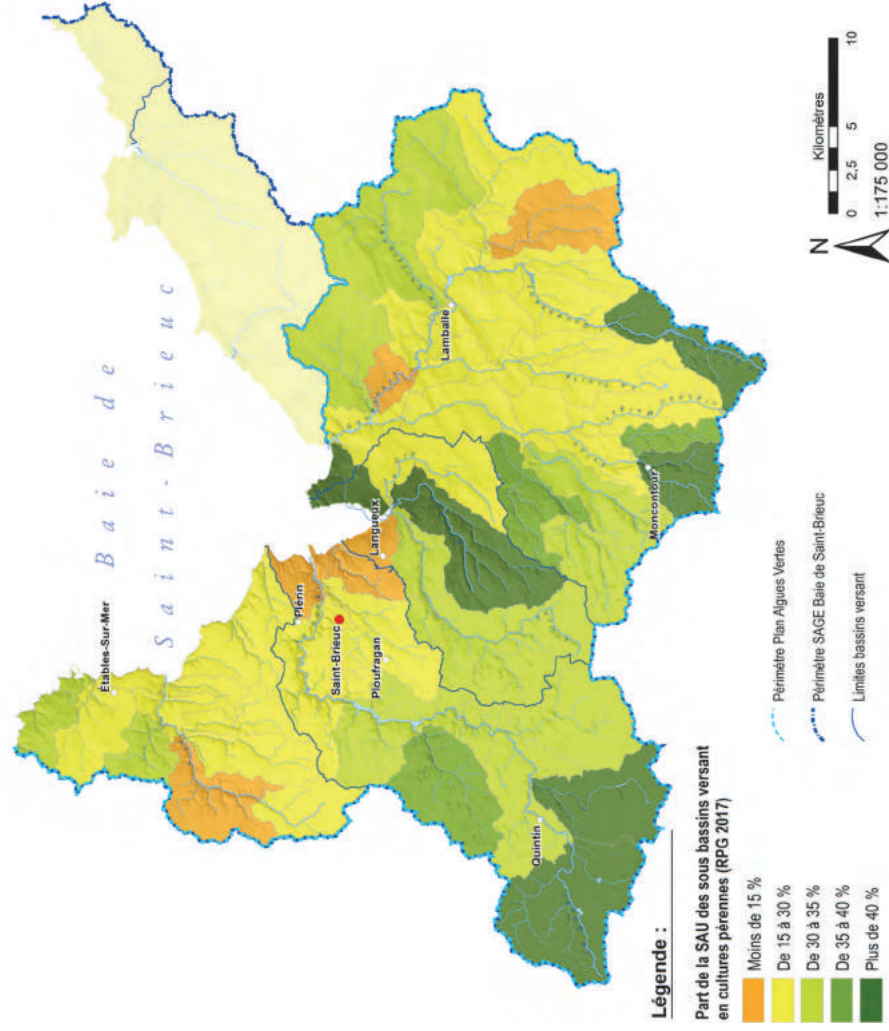 Baie de
Saint-Brieuc
Étables-Sur-Mer
Plérin
Saint-Brieuc
Ploufragan
Langueux
Lamballe
Quintin
Moncontour
Légende :
Part de la SAU des sous bassins versant
en cultures pérennes (RPG 2017)
Moins de 15 %
De 15 à 30 %
De 30 à 35 %
De 35 à 40 %
Plus de 40 %
Périmètre Plan Algues Vertes
Périmètre SAGE Baie de Saint-Brieuc
Limites bassins versant
N
Kilomètres
0 2,5 5 10
1:175 000